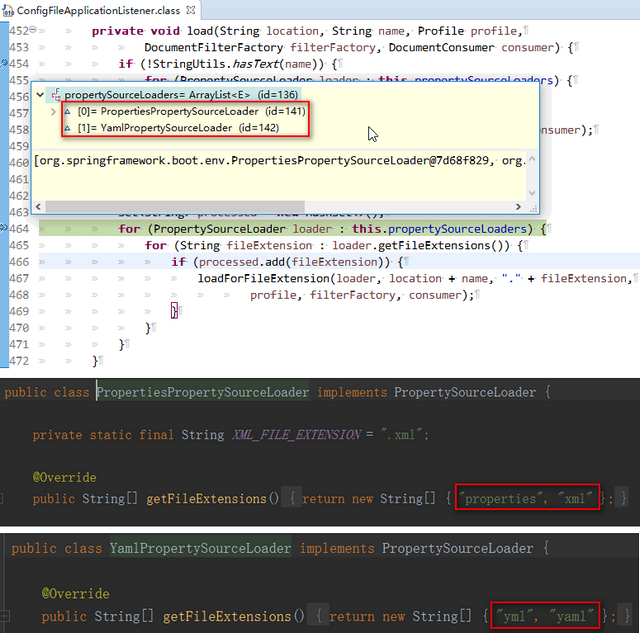 ConfigFileApplicationListener.class
452 private void load(String location, String name, Profile profile,
453 DocumentFilterFactory filterFactory, DocumentConsumer consumer) {
454 if (!StringUtils.hasText(name)) {
455 for (PropertySourceLoader loader : this.propertySourceLoaders) {
456
propertySourceLoaders= ArrayList<E> (id=136)
457
[0]= PropertiesPropertySourceLoader (id=141)
458 consumer);
[1]= YamlPropertySourceLoader (id=142)
459
460
[org.springframework.boot.env.PropertiesPropertySourceLoader@7d68f829, org.
461
462
463 Set<String> processed = new HashSet<>();
464 for (PropertySourceLoader loader : this.propertySourceLoaders) {
465 for (String fileExtension : loader.getFileExtensions()) {
466 if (processed.add(fileExtension)) {
467 loadForFileExtension(loader, location + name, "." + fileExtension,
468 profile, filterFactory, consumer);
469 }
470 }
471 }
472 }
public class PropertiesPropertySourceLoader implements PropertySourceLoader {
private static final String XML_FILE_EXTENSION = ".xml";
@Override
public String[] getFileExtensions() { return new String[] { "properties", "xml" }; }
public class YamlPropertySourceLoader implements PropertySourceLoader {
@Override
public String[] getFileExtensions() { return new String[] { "yml", "yaml" }; }